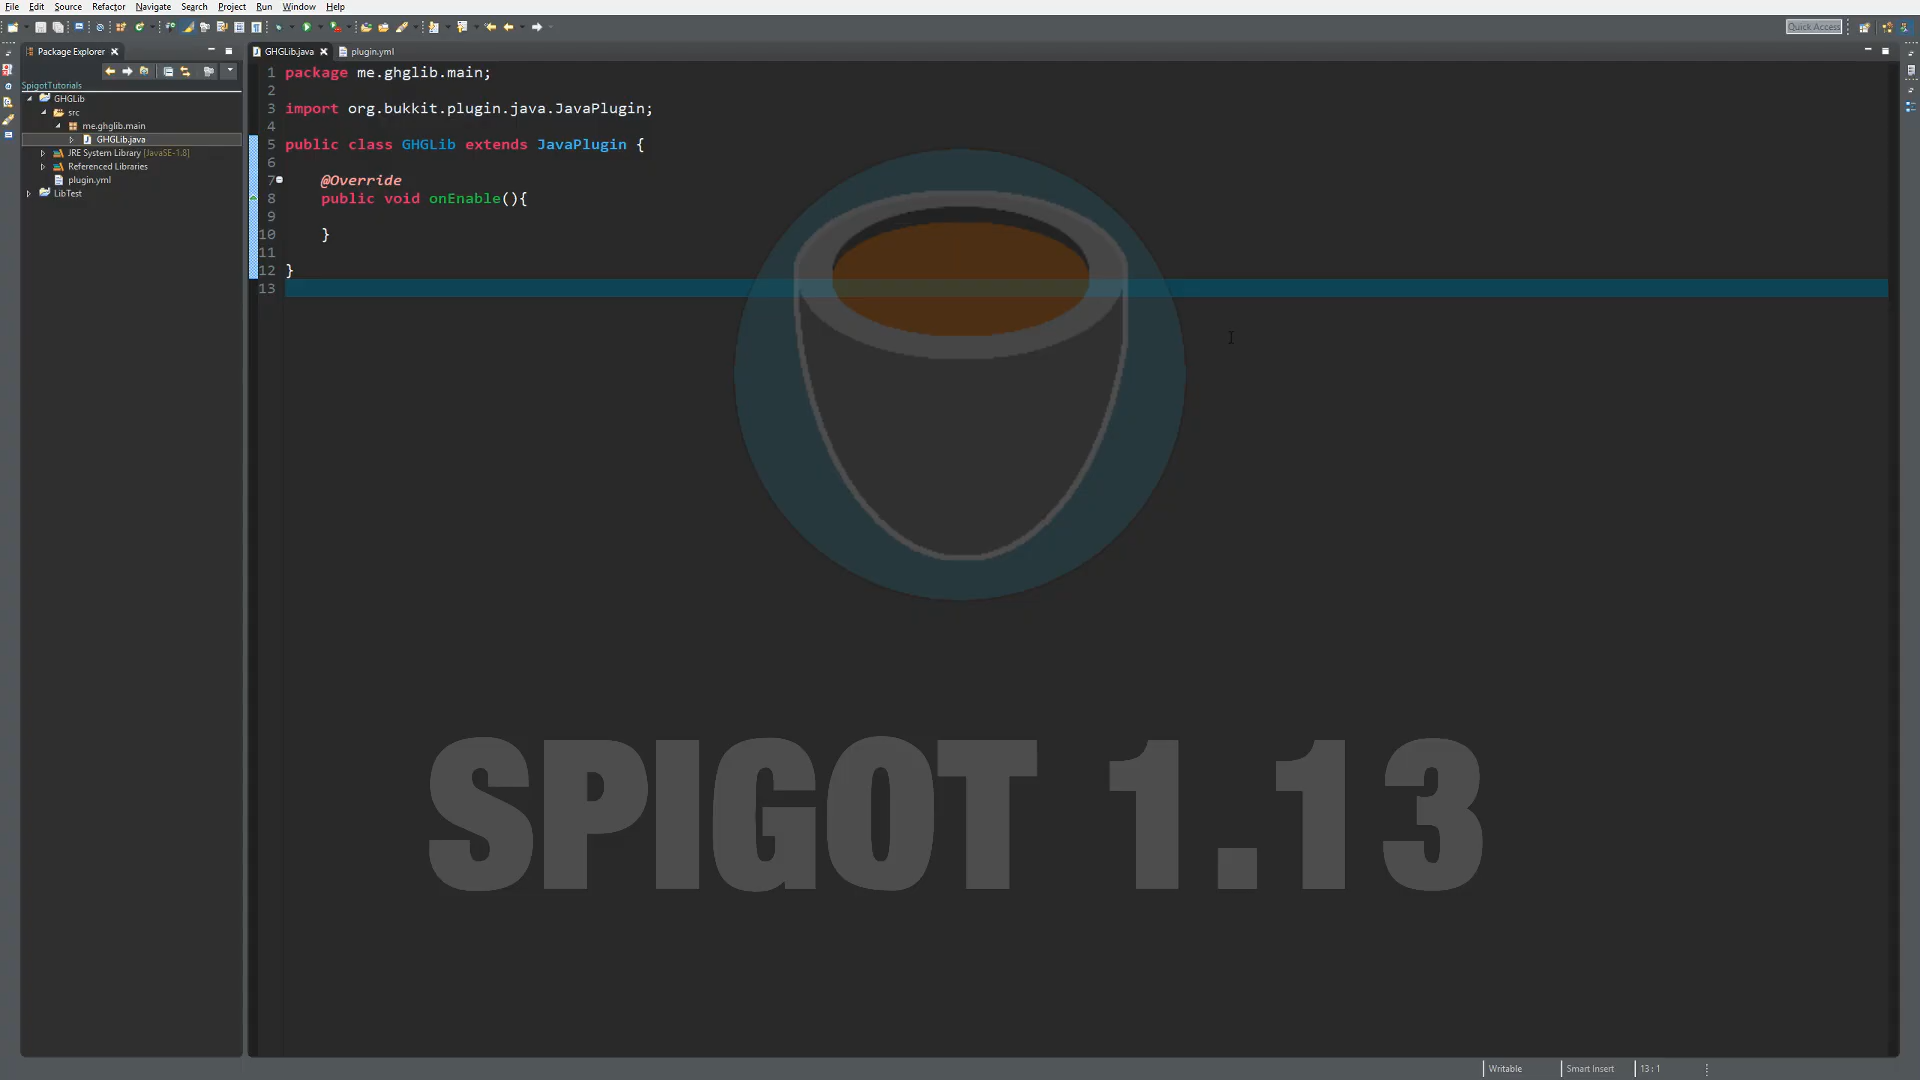 File Edit Source Refactor Navigate Search Project Run Window Help
Quick Access
Package Explorer
GHGLib.java
plugin.yml
SpigotTutorials
GHGLib
src
me.ghglib.main
GHGLib.java
JRE System Library [JavaSE-1.8]
Referenced Libraries
plugin.yml
LibTest
1 package me.ghglib.main;
2
3 import org.bukkit.plugin.java.JavaPlugin;
4
5 public class GHGLib extends JavaPlugin {
6
7 @Override
8 public void onEnable(){
9
10 }
11
12 }
13
SPIGOT 1.13
Writable Smart Insert 13 : 1